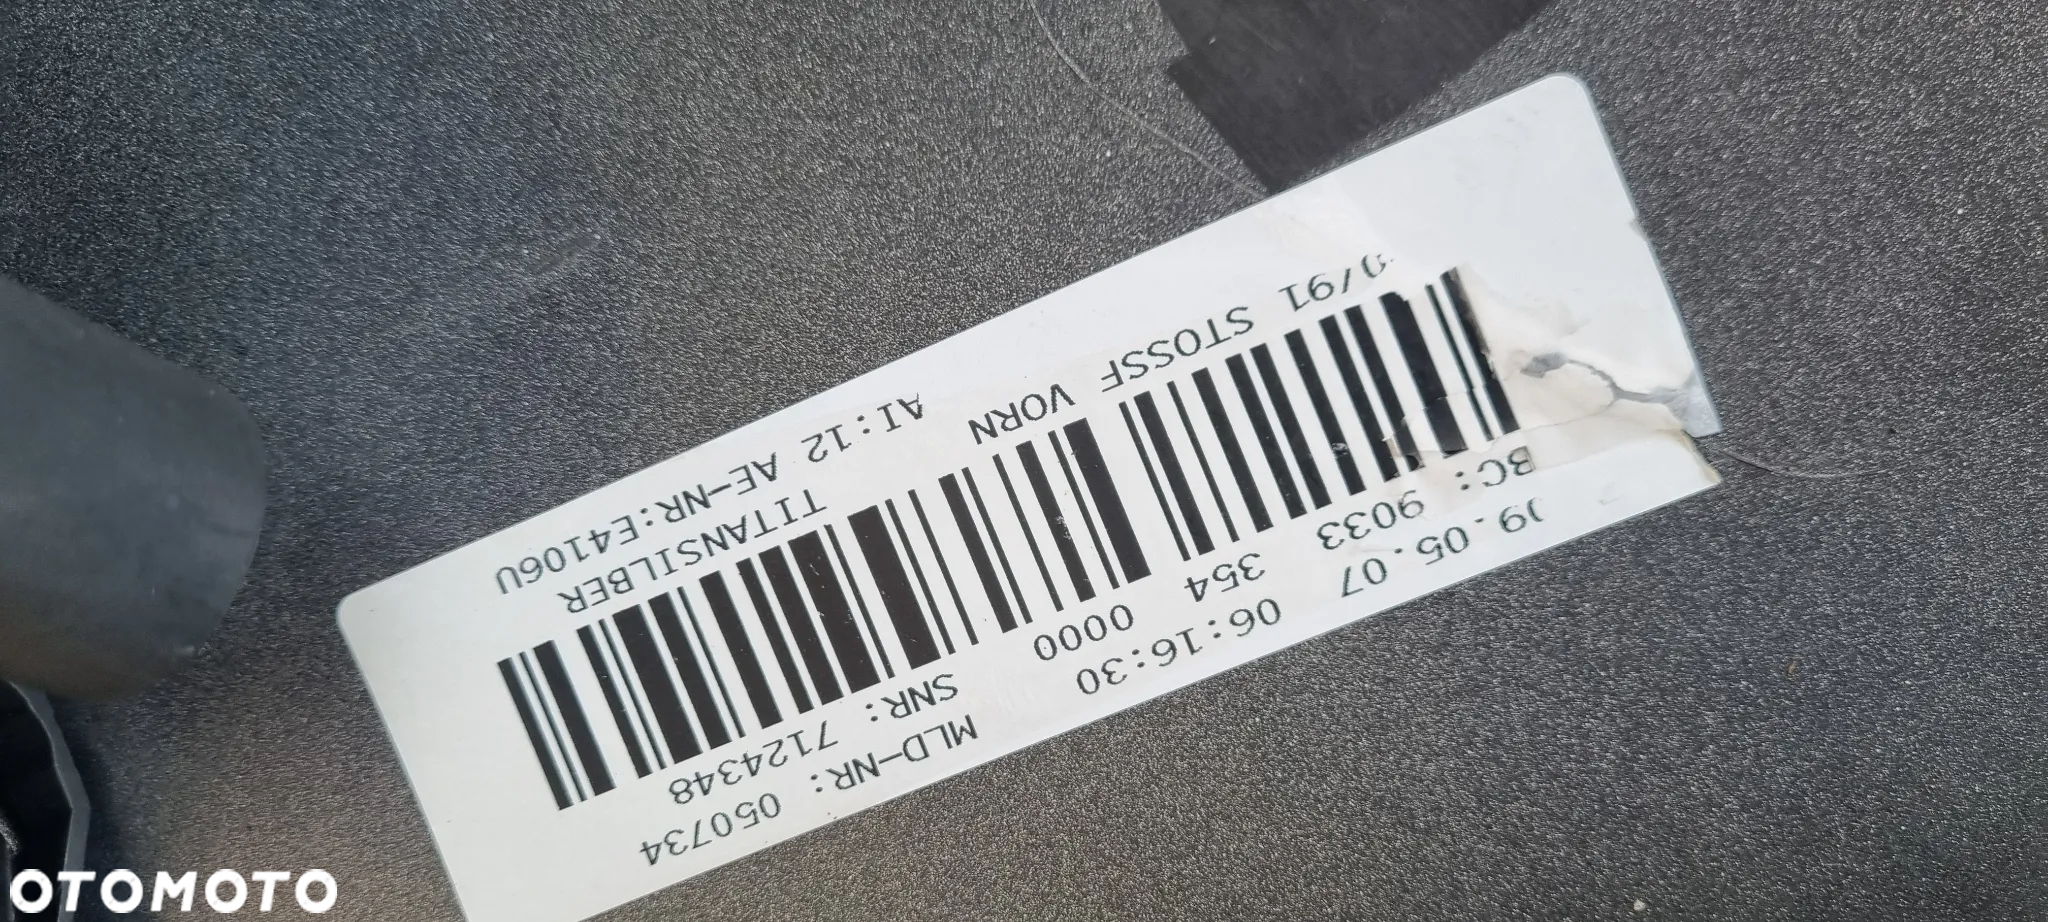 09.05.07 06:16:30 MLD-NR: 050734
BC: 9033 354 0000 SNR: 7124348
0/91 STOSSF VORN TITANSILBER
AI:12 AE-NR:E4106U
OTOMOTO